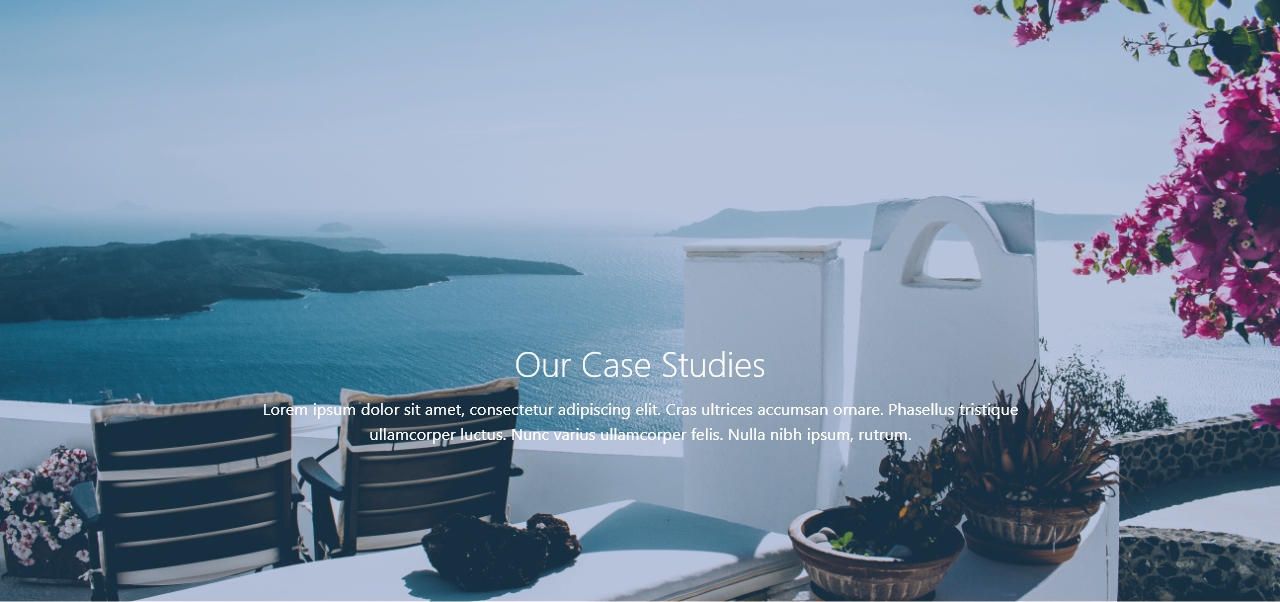 Our Case Studies
Lorem ipsum dolor sit amet, consectetur adipiscing elit. Cras ultrices accumsan ornare. Phasellus tristique
ullamcorper luctus. Nunc varius ullamcorper felis. Nulla nibh ipsum, rutrum.